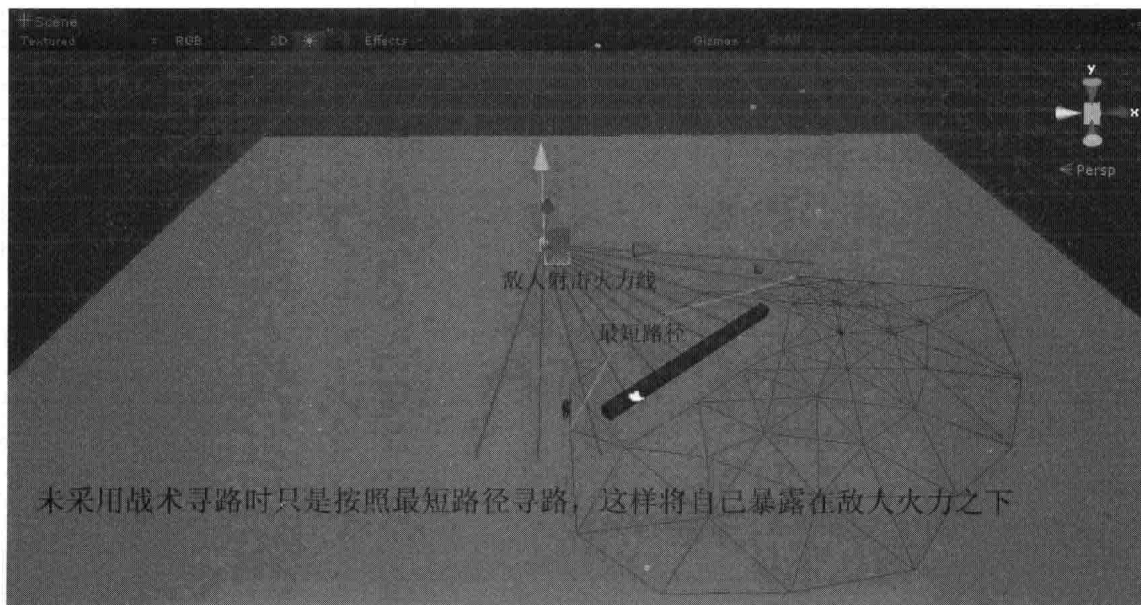 Scene
Textured RGB 2D Effects Gizmos
y
x
Persp
敌人射击火力线
最短路径
未采用战术寻路时只是按照最短路径寻路，这样将自己暴露在敌人火力之下